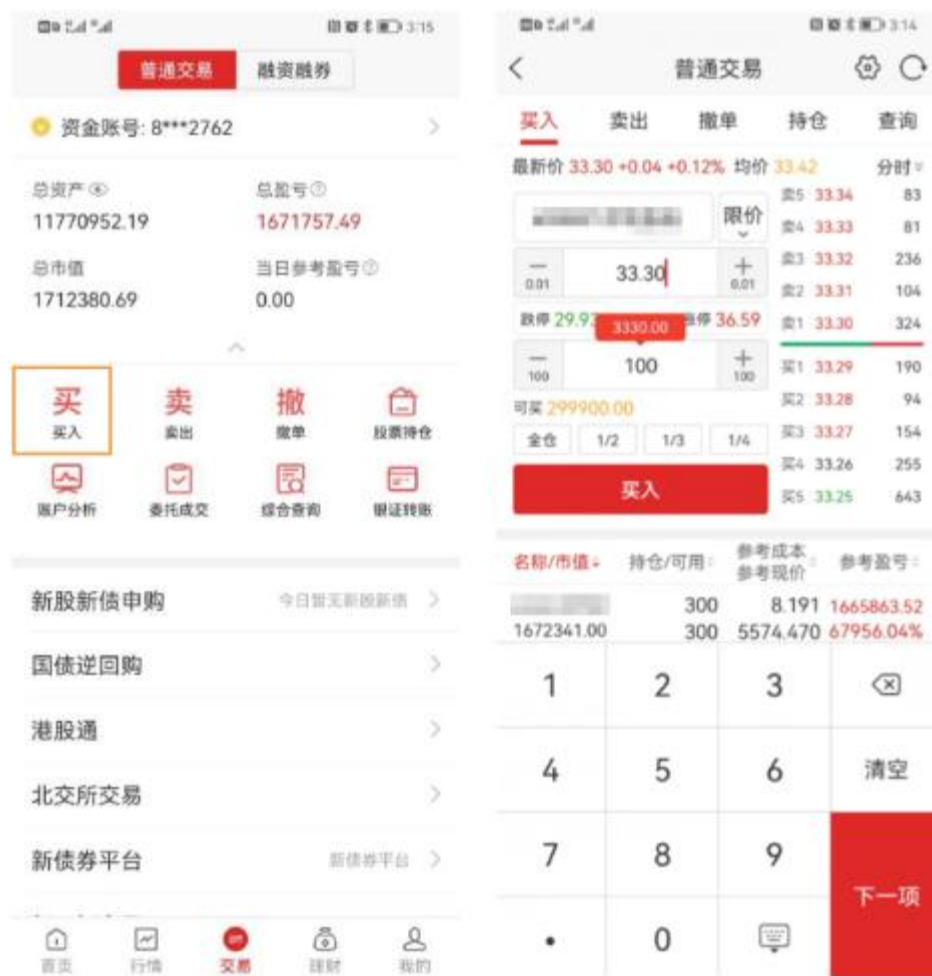 3:15
普通交易 融资融券
资金账号: 8***2762
总资产 总盈亏
11770952.19 1671757.49
总市值 当日参考盈亏
1712380.69 0.00
买 卖 撤
买入 卖出 撤单 股票持仓
账户分析 委托成交 综合查询 银证转账
新股新债申购 今日暂无新股新债
国债逆回购
港股通
北交所交易
新债券平台 新债券平台
首页 行情 交易 理财 我的
3:14
普通交易
买入 卖出 撤单 持仓 查询
最新价 33.30 +0.04 +0.12% 均价 33.42 分时
限价
卖5 33.34 83
卖4 33.33 81
卖3 33.32 236
卖2 33.31 104
卖1 33.30 324
买1 33.29 190
买2 33.28 94
买3 33.27 154
买4 33.26 255
买5 33.25 643
33.30
0.01 0.01
跌停 29.9 3330.00 涨停 36.59
100
100 100
可买 299900.00
全仓 1/2 1/3 1/4
买入
名称/市值 持仓/可用 参考成本 参考盈亏
参考现价
300 8.191 1665863.52
1672341.00 300 5574.470 67956.04%
1 2 3
4 5 6 清空
7 8 9
. 0 下一项